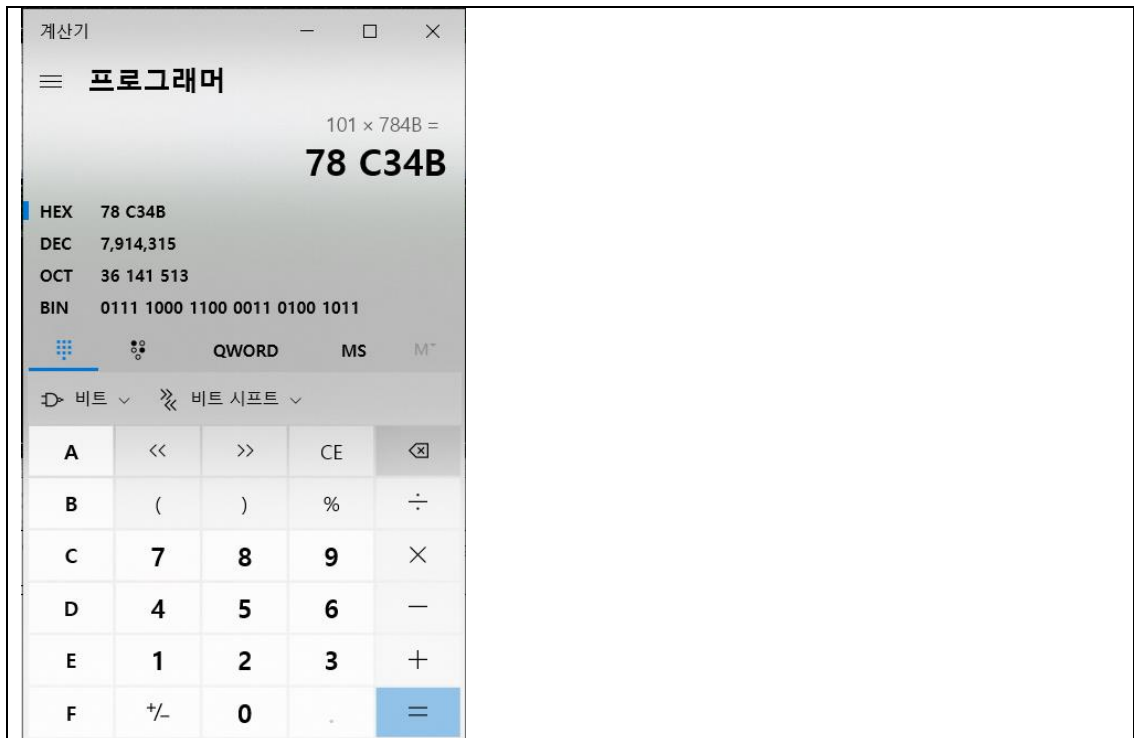 계산기
프로그래머
101 × 784B =
78 C34B
HEX 78 C34B
DEC 7,914,315
OCT 36 141 513
BIN 0111 1000 1100 0011 0100 1011
QWORD MS M˅
비트 비트 시프트
A << >> CE
B ( ) % ÷
C 7 8 9 ×
D 4 5 6 −
E 1 2 3 +
F +/− 0 . =